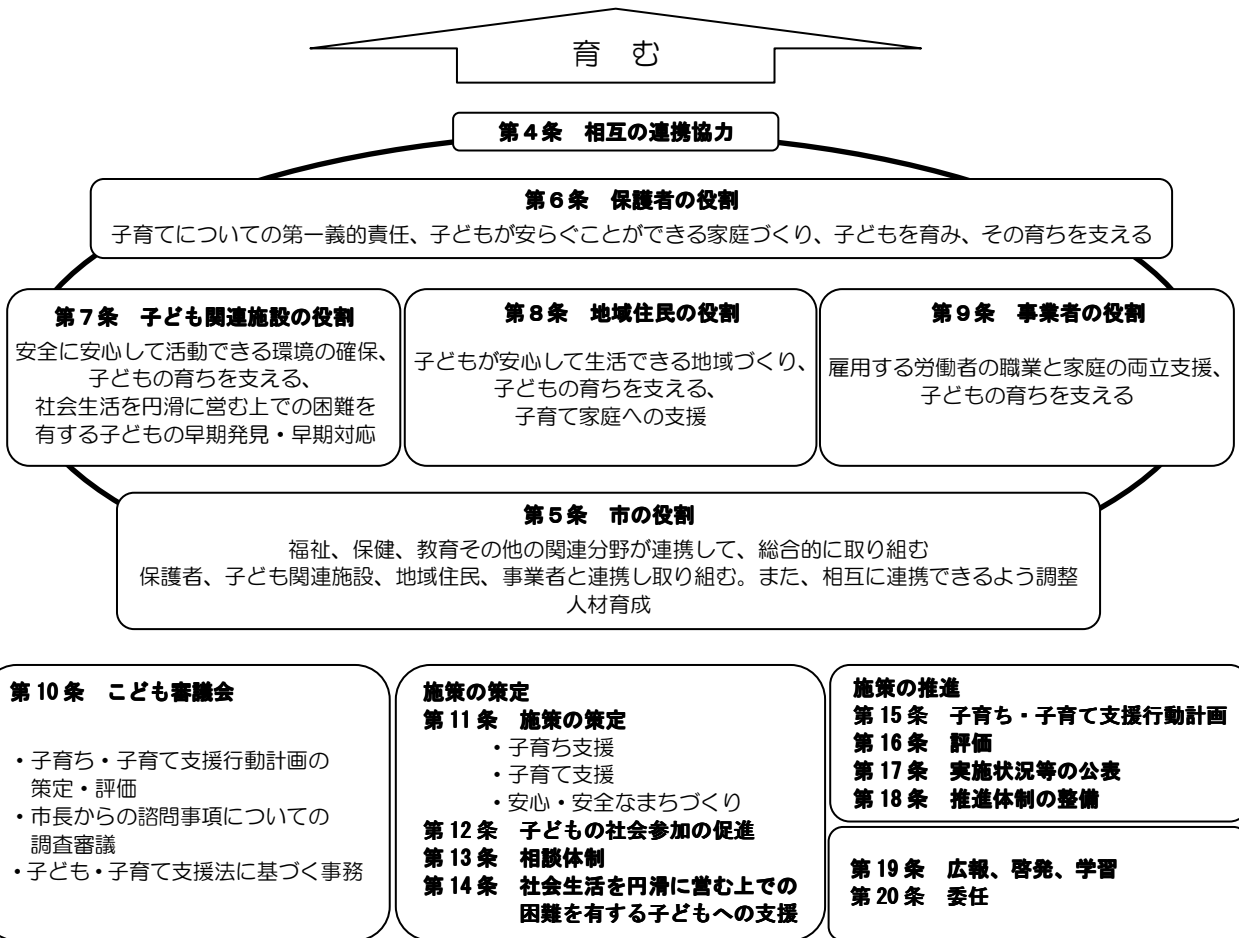 育 む
第４条　相互の連携協力
第６条　保護者の役割
子育てについての第一義的責任、子どもが安らぐことができる家庭づくり、子どもを育み、その育ちを支える
第７条　子ども関連施設の役割
安全に安心して活動できる環境の確保、
子どもの育ちを支える、
社会生活を円滑に営む上での困難を
有する子どもの早期発見・早期対応
第８条　地域住民の役割
子どもが安心して生活できる地域づくり、
子どもの育ちを支える、
子育て家庭への支援
第９条　事業者の役割
雇用する労働者の職業と家庭の両立支援、
子どもの育ちを支える
第５条　市の役割
福祉、保健、教育その他の関連分野が連携して、総合的に取り組む
保護者、子ども関連施設、地域住民、事業者と連携し取り組む。また、相互に連携できるよう調整
人材育成
第 10 条　こども審議会
・子育ち・子育て支援行動計画の
策定・評価
・市長からの諮問事項についての
調査審議
・子ども・子育て支援法に基づく事務
施策の策定
第 11 条　施策の策定
・子育ち支援
・子育て支援
・安心・安全なまちづくり
第 12 条　子どもの社会参加の促進
第 13 条　相談体制
第 14 条　社会生活を円滑に営む上での
困難を有する子どもへの支援
施策の推進
第 15 条　子育ち・子育て支援行動計画
第 16 条　評価
第 17 条　実施状況等の公表
第 18 条　推進体制の整備
第 19 条　広報、啓発、学習
第 20 条　委任